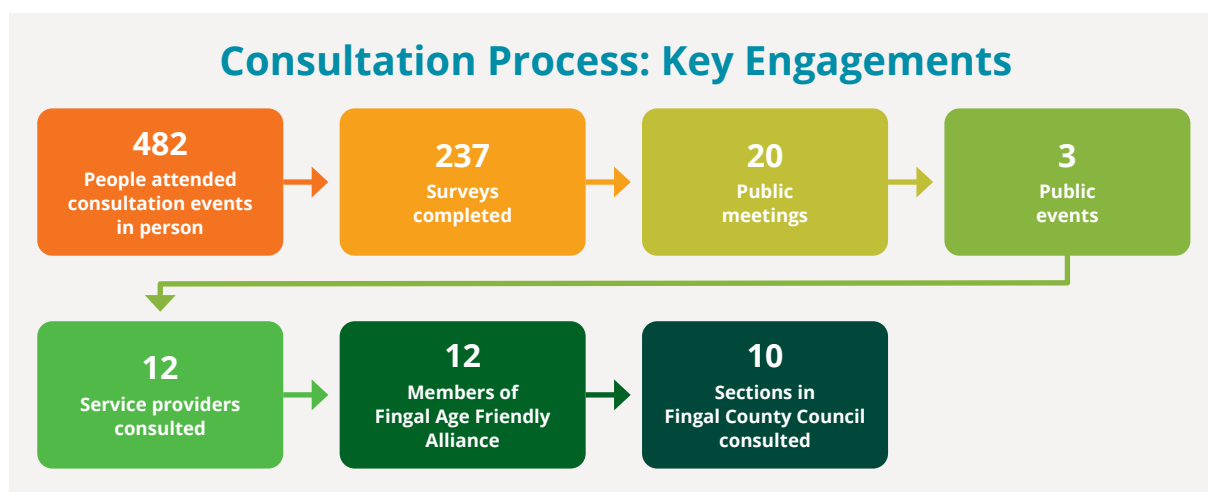 Consultation Process: Key Engagements
482
People attended
consultation events
in person
237
Surveys
completed
20
Public
meetings
3
Public
events
12
Service providers
consulted
12
Members of
Fingal Age Friendly
Alliance
10
Sections in
Fingal County Council
consulted